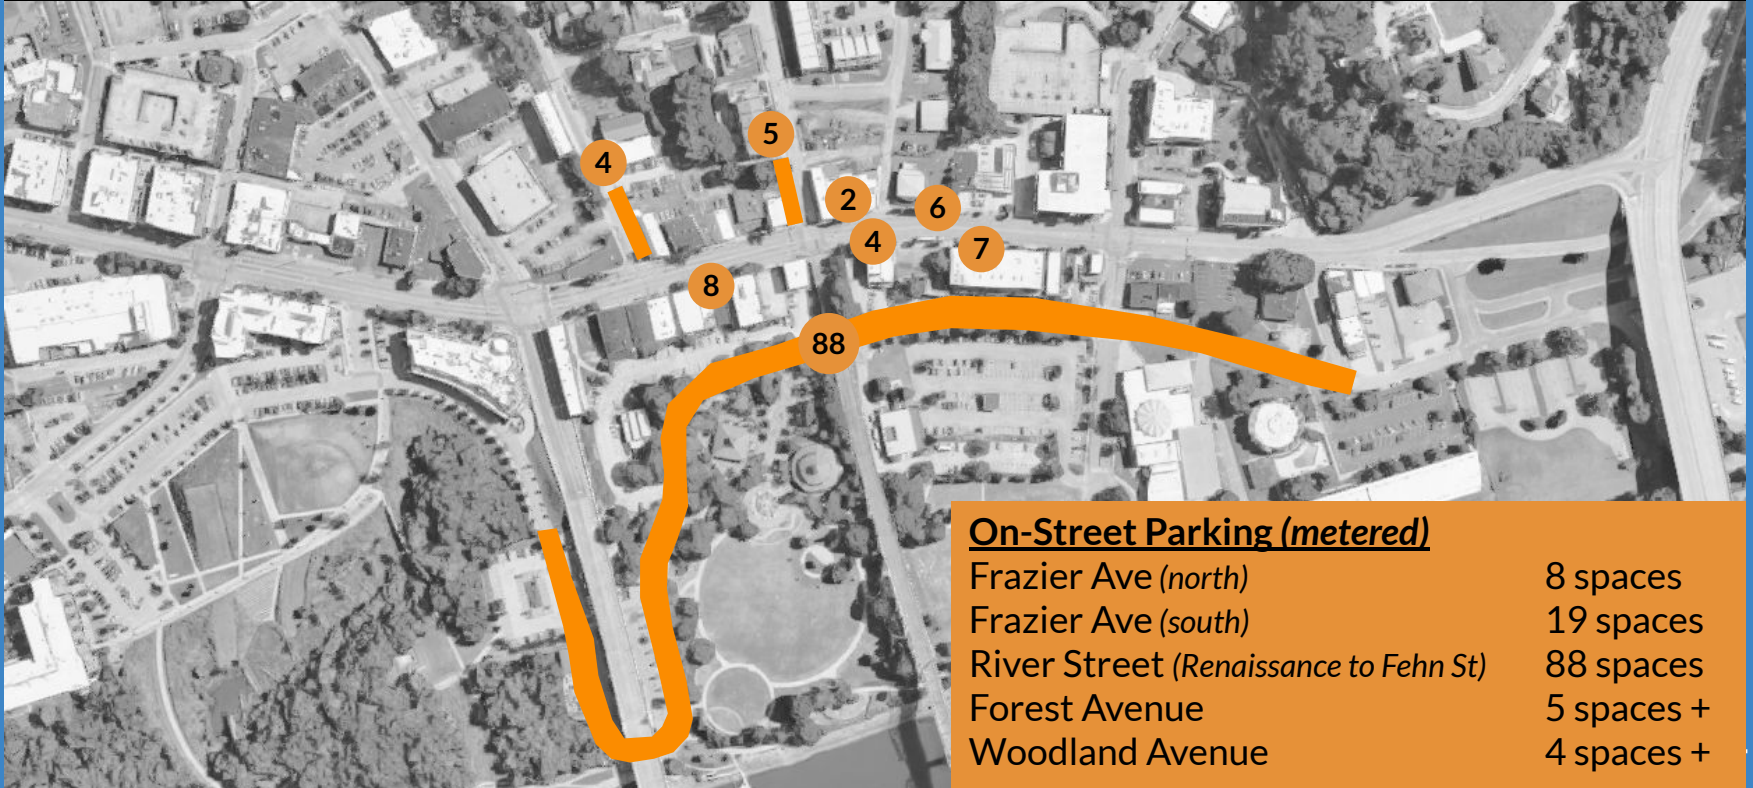 5
4
2
6
4
7
8
88
On-Street Parking (metered)
Frazier Ave (north) 8 spaces
Frazier Ave (south) 19 spaces
River Street (Renaissance to Fehn St) 88 spaces
Forest Avenue 5 spaces +
Woodland Avenue 4 spaces +